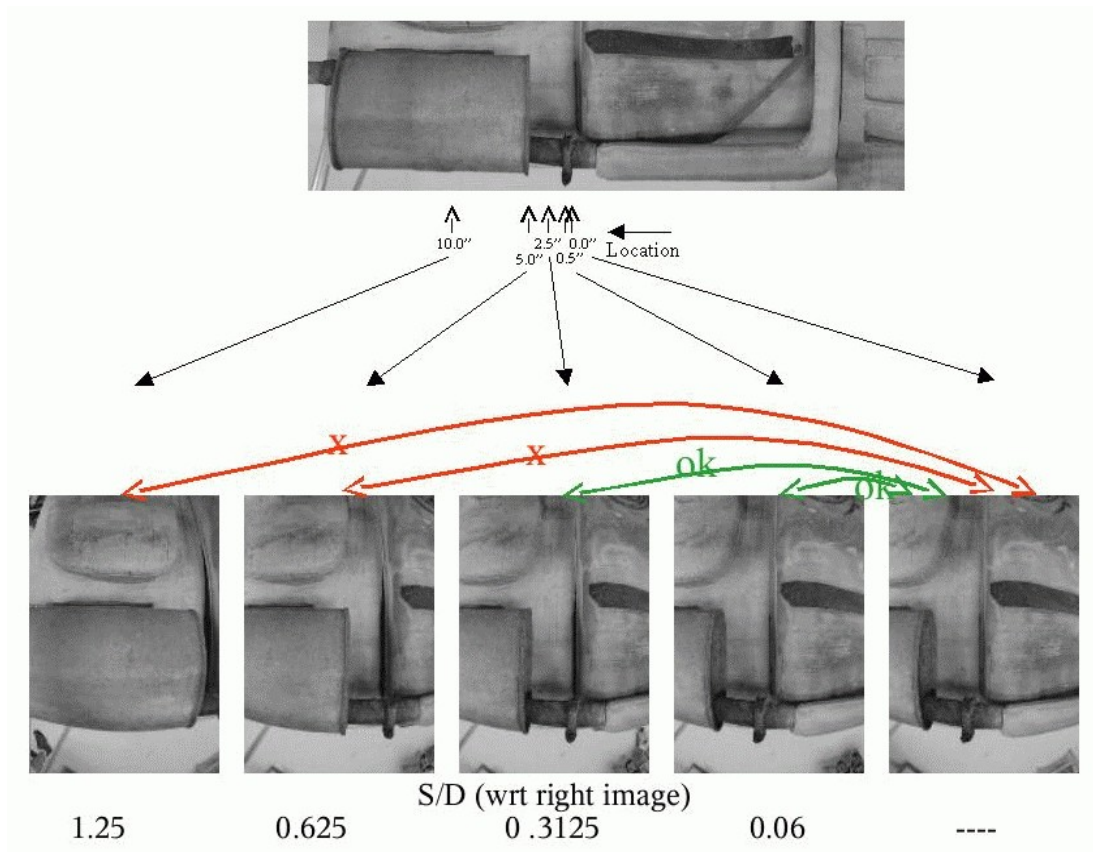 10.0” 2.5” 0.0”
5.0” 0.5” Location
x
x
ok
ok
S/D (wrt right image)
1.25 0.625 0 .3125 0.06 ----